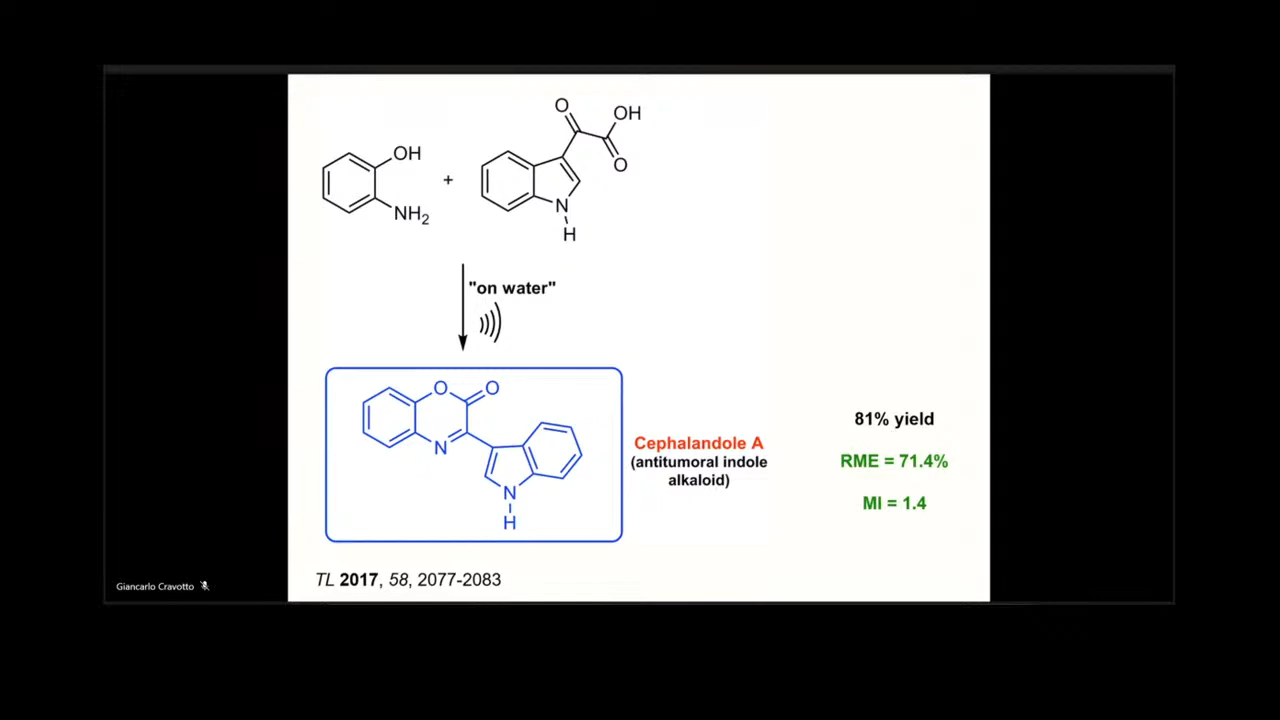 O
OH
OH
O
+
NH2
N
H
"on water"
O
O
N
N
H
Cephalandole A
(antitumoral indole
alkaloid)
81% yield
RME = 71.4%
MI = 1.4
TL 2017, 58, 2077-2083
Giancarlo Cravotto